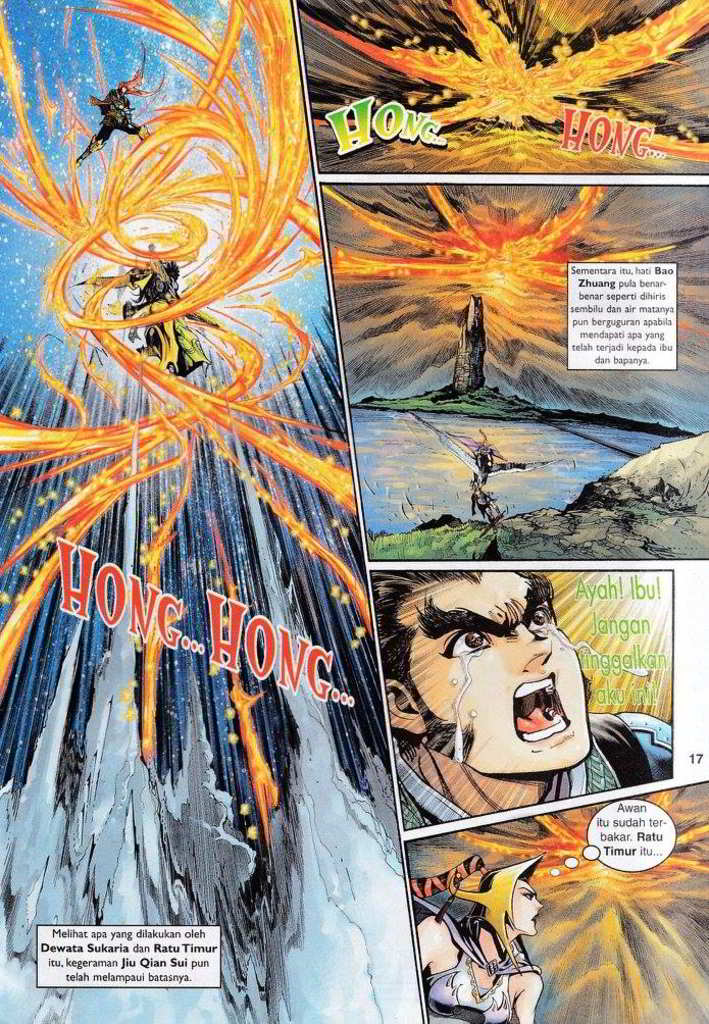 HONG... HONG...
Melihat apa yang dilakukan oleh
Dewata Sukaria dan Ratu Timur
itu, kegeraman Jiu Qian Sui pun
telah melampaui batasnya.
HONG...
HONG...
Sementara itu, hati Bao
Zhuang pula benar-
benar seperti dihiris
sembilu dan air matanya
pun berguguran apabila
mendapati apa yang
telah terjadi kepada ibu
dan bapanya.
Ayah! Ibu!
Jangan
tinggalkan
aku ini!
17
Awan
itu sudah ter-
bakar. Ratu
Timur itu...